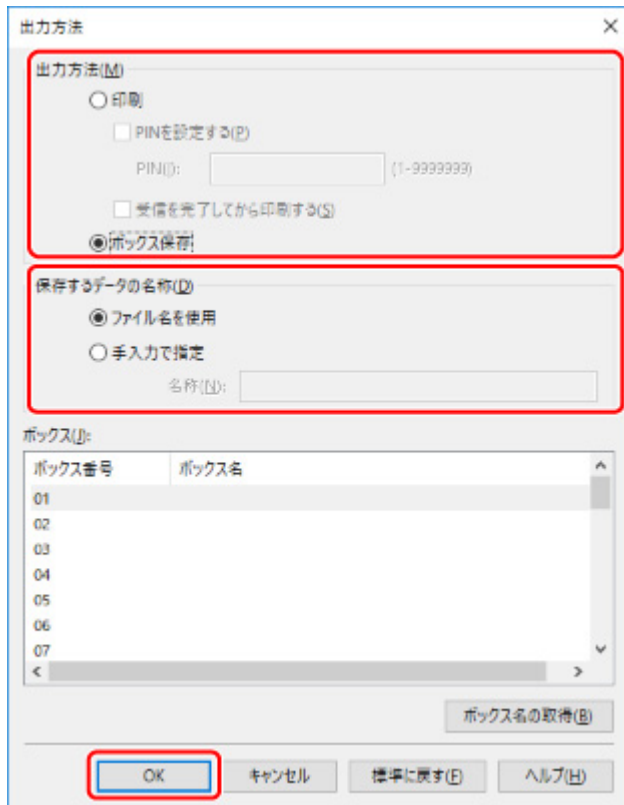 出力方法
出力方法(M)
印刷
PINを設定する(P)
PIN(I): (1-9999999)
受信を完了してから印刷する(S)
ボックス保存
保存するデータの名称(D)
ファイル名を使用
手入力で指定
名称(N):
ボックス(J):
ボックス番号 ボックス名
01
02
03
04
05
06
07
ボックス名の取得(B)
OK キャンセル 標準に戻す(F) ヘルプ(H)